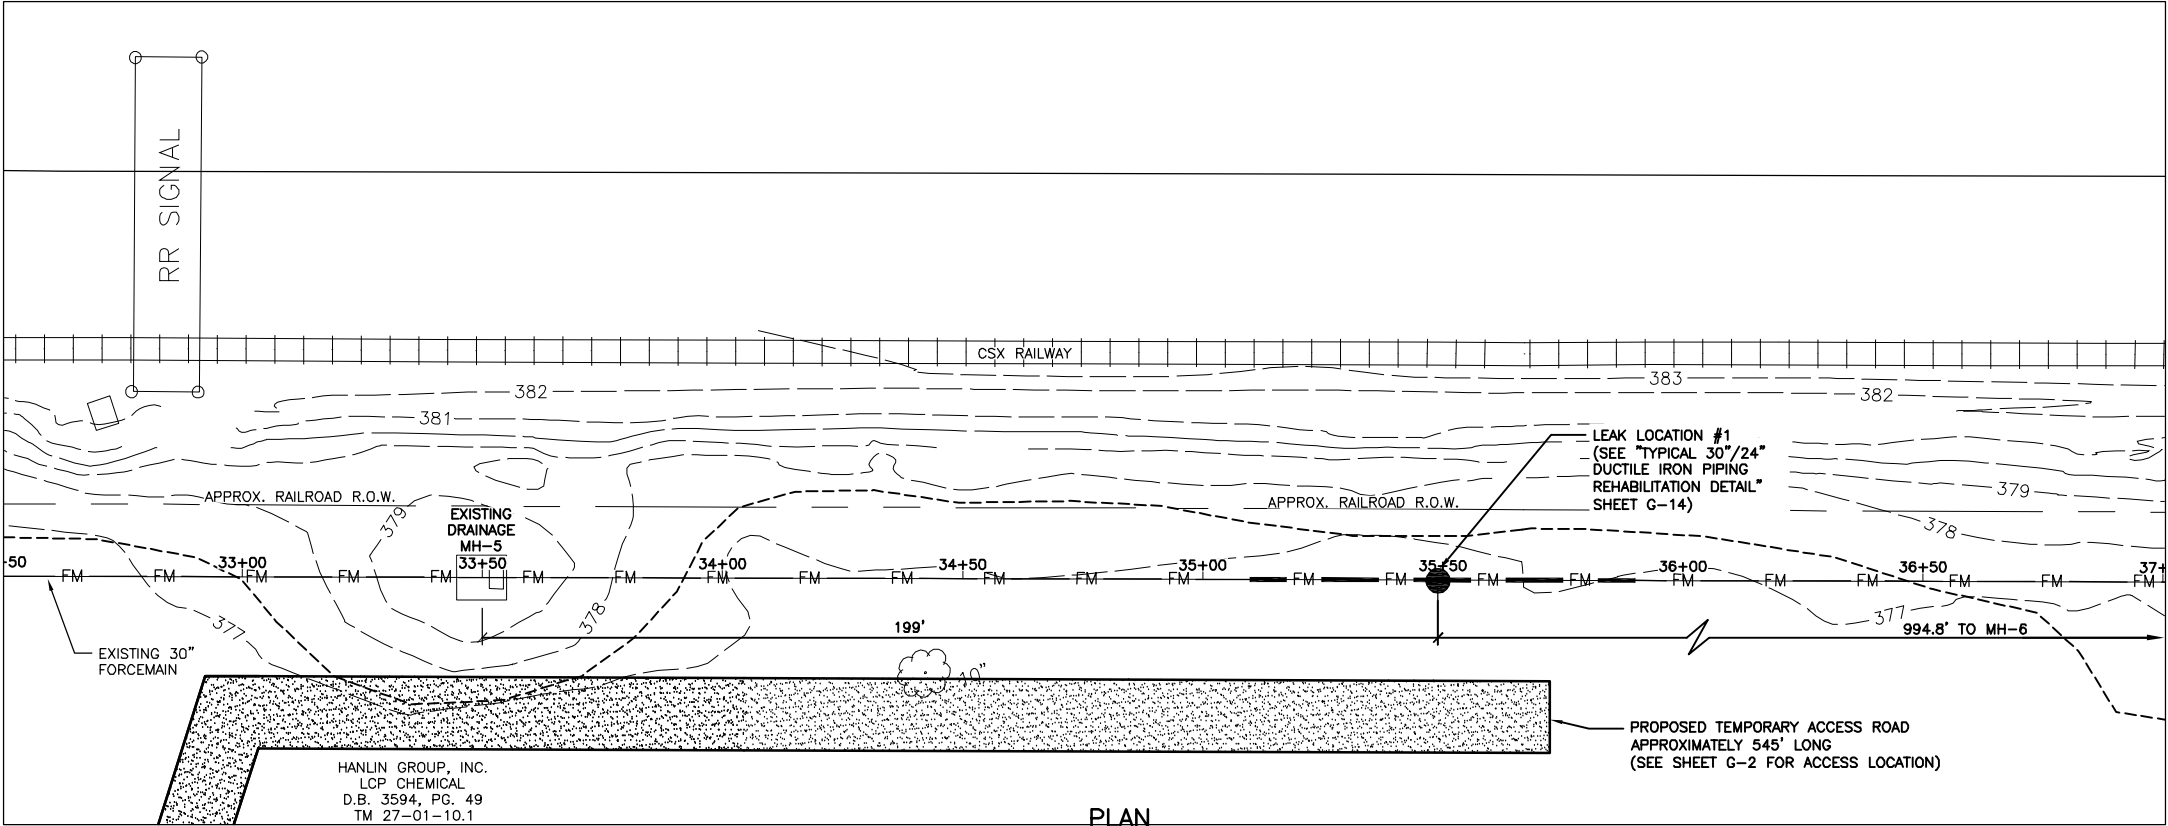 RR SIGNAL
CSX RAILWAY
383
382
382
381
LEAK LOCATION #1
(SEE "TYPICAL 30"/24"
DUCTILE IRON PIPING
REHABILITATION DETAIL"
SHEET G-14)
379
378
APPROX. RAILROAD R.O.W.
APPROX. RAILROAD R.O.W.
379
EXISTING
DRAINAGE
MH-5
-50
33+00
33+50
34+00
34+50
35+00
35+50
36+00
36+50
37+
FM FM FM FM FM FM FM FM FM FM FM FM FM FM FM FM FM FM FM FM FM FM FM
377
378
377
199'
994.8' TO MH-6
EXISTING 30"
FORCEMAIN
10"
PROPOSED TEMPORARY ACCESS ROAD
APPROXIMATELY 545' LONG
(SEE SHEET G-2 FOR ACCESS LOCATION)
HANLIN GROUP, INC.
LCP CHEMICAL
D.B. 3594, PG. 49
TM 27-01-10.1
PLAN